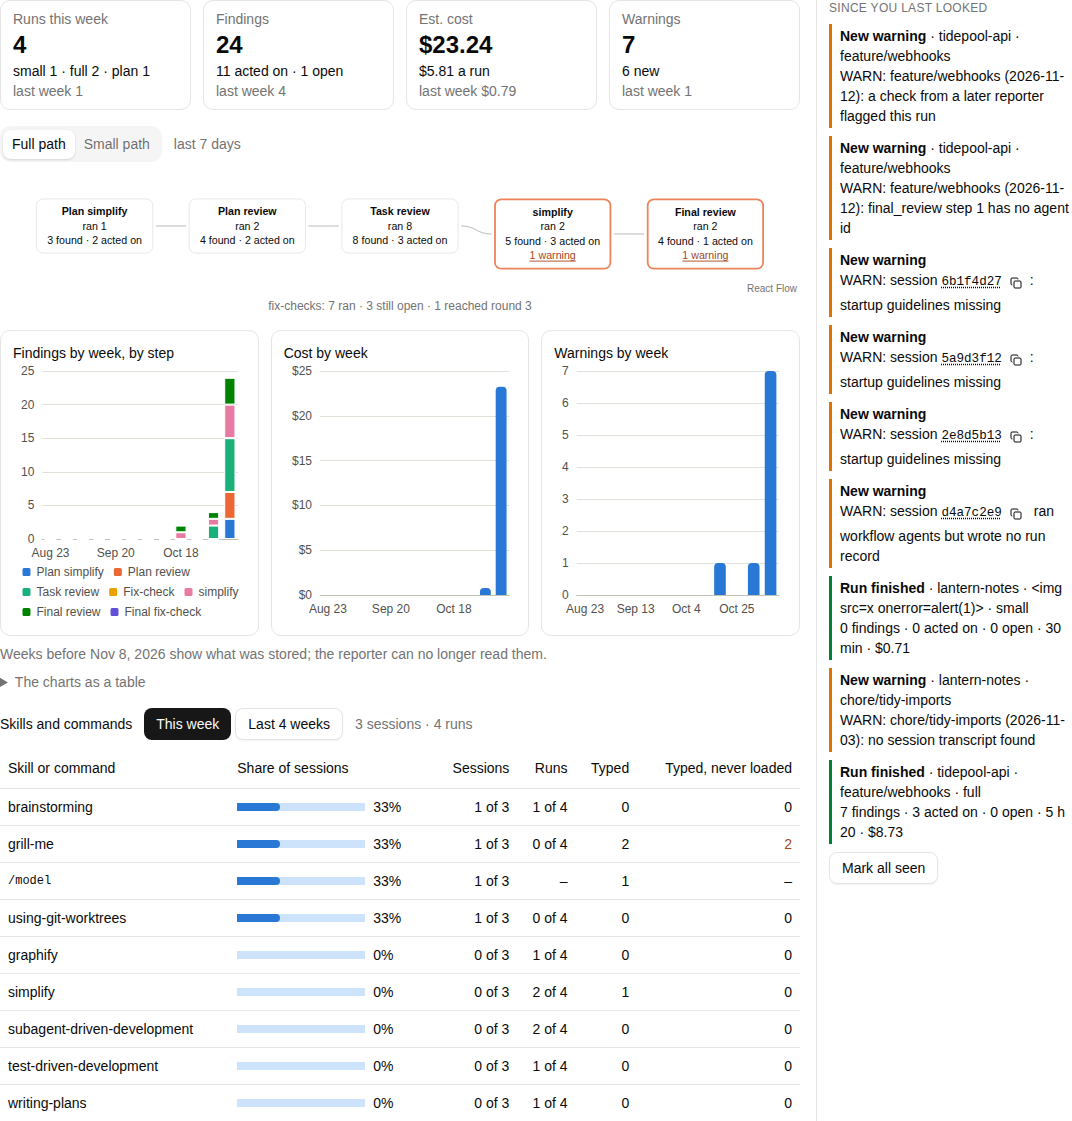 Runs this week
4
small 1 · full 2 · plan 1
last week 1
Findings
24
11 acted on · 1 open
last week 4
Est. cost
$23.24
$5.81 a run
last week $0.79
Warnings
7
6 new
last week 1
Full path
Small path
last 7 days
Plan simplify
ran 1
3 found · 2 acted on
Plan review
ran 2
4 found · 2 acted on
Task review
ran 8
8 found · 3 acted on
simplify
ran 2
5 found · 3 acted on
1 warning
Final review
ran 2
4 found · 1 acted on
1 warning
React Flow
fix-checks: 7 ran · 3 still open · 1 reached round 3
Findings by week, by step
25
20
15
10
5
0
Aug 23
Sep 20
Oct 18
Plan simplify
Plan review
Task review
Fix-check
simplify
Final review
Final fix-check
Cost by week
$25
$20
$15
$10
$5
$0
Aug 23
Sep 20
Oct 18
Warnings by week
7
6
5
4
3
2
1
0
Aug 23
Sep 13
Oct 4
Oct 25
Weeks before Nov 8, 2026 show what was stored; the reporter can no longer read them.
The charts as a table
Skills and commands
This week
Last 4 weeks
3 sessions · 4 runs
Skill or command Share of sessions Sessions Runs Typed Typed, never loaded
brainstorming 33% 1 of 3 1 of 4 0 0
grill-me 33% 1 of 3 0 of 4 2 2
/model 33% 1 of 3 – 1 –
using-git-worktrees 33% 1 of 3 0 of 4 0 0
graphify 0% 0 of 3 1 of 4 0 0
simplify 0% 0 of 3 2 of 4 1 0
subagent-driven-development 0% 0 of 3 2 of 4 0 0
test-driven-development 0% 0 of 3 1 of 4 0 0
writing-plans 0% 0 of 3 1 of 4 0 0
SINCE YOU LAST LOOKED
New warning · tidepool-api ·
feature/webhooks
WARN: feature/webhooks (2026-11-
12): a check from a later reporter
flagged this run
New warning · tidepool-api ·
feature/webhooks
WARN: feature/webhooks (2026-11-
12): final_review step 1 has no agent
id
New warning
WARN: session 6b1f4d27 :
startup guidelines missing
New warning
WARN: session 5a9d3f12 :
startup guidelines missing
New warning
WARN: session 2e8d5b13 :
startup guidelines missing
New warning
WARN: session d4a7c2e9 ran
workflow agents but wrote no run
record
Run finished · lantern-notes · <img
src=x onerror=alert(1)> · small
0 findings · 0 acted on · 0 open · 30
min · $0.71
New warning · lantern-notes ·
chore/tidy-imports
WARN: chore/tidy-imports (2026-11-
03): no session transcript found
Run finished · tidepool-api ·
feature/webhooks · full
7 findings · 3 acted on · 0 open · 5 h
20 · $8.73
Mark all seen